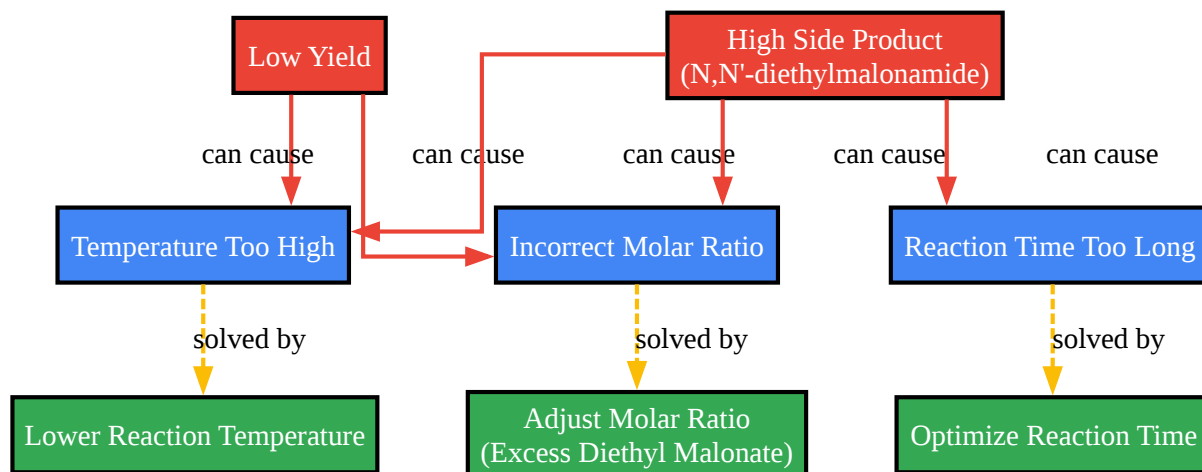 Low Yield
High Side Product
(N,N'-diethylmalonamide)
can cause
can cause
can cause
can cause
can cause
Temperature Too High
Incorrect Molar Ratio
Reaction Time Too Long
solved by
solved by
solved by
Lower Reaction Temperature
Adjust Molar Ratio
(Excess Diethyl Malonate)
Optimize Reaction Time